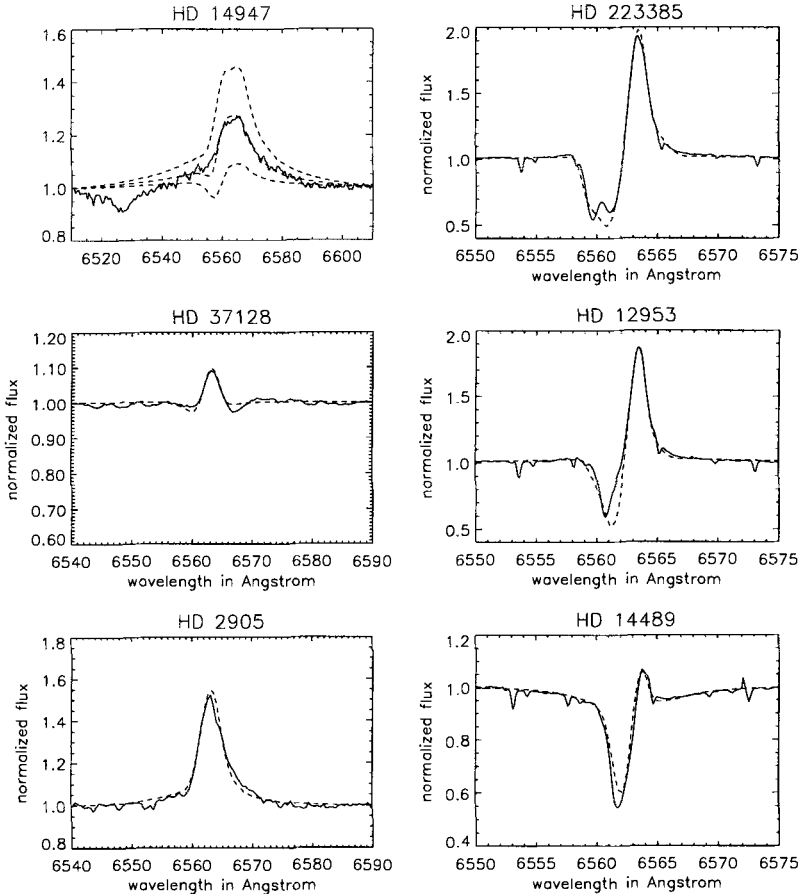 HD 14947
1.6
1.4
1.2
1.0
0.8
6520 6540 6560 6580 6600
HD 223385
normalized flux
2.0
1.5
1.0
0.5
6550 6555 6560 6565 6570 6575
wavelength in Angstrom
HD 37128
normalized flux
1.20
1.10
1.00
0.90
0.80
0.70
0.60
6540 6550 6560 6570 6580 6590
wavelength in Angstrom
HD 12953
normalized flux
2.0
1.5
1.0
0.5
6550 6555 6560 6565 6570 6575
wavelength in Angstrom
HD 2905
normalized flux
1.8
1.6
1.4
1.2
1.0
0.8
6540 6550 6560 6570 6580 6590
wavelength in Angstrom
HD 14489
normalized flux
1.2
1.0
0.8
0.6
0.4
6550 6555 6560 6565 6570 6575
wavelength in Angstrom